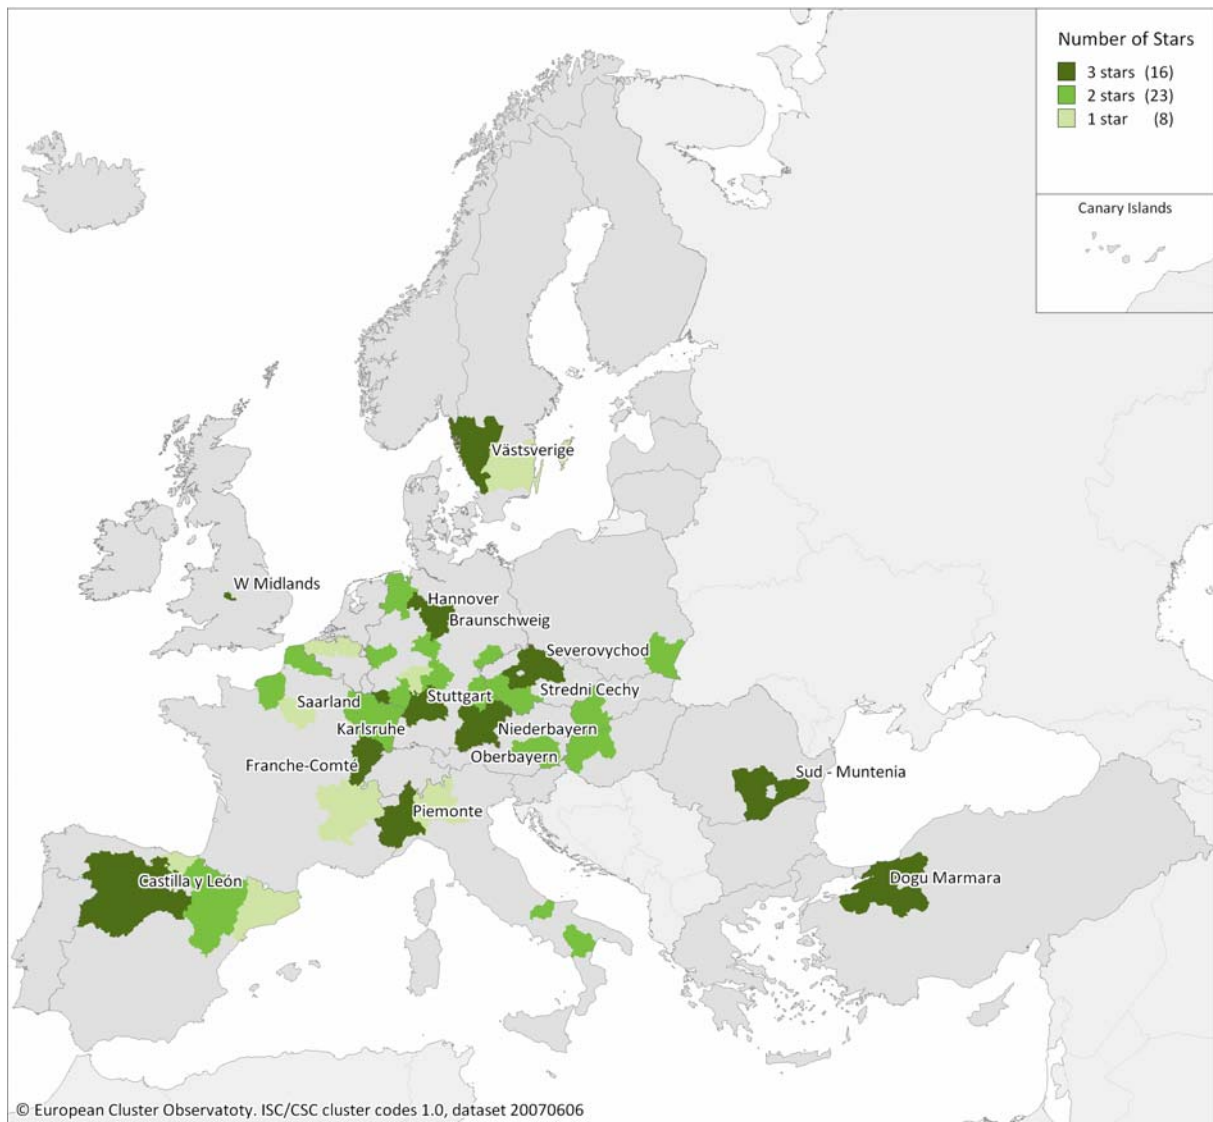 Number of Stars
3 stars (16)
2 stars (23)
1 star (8)
Canary Islands
Västsverige
W Midlands
Hannover
Braunschweig
Severovychod
Saarland
Stuttgart
Stredni Cechy
Karlsruhe
Niederbayern
Oberbayern
Franche-Comté
Sud - Muntenia
Piemonte
Castilla y León
Dogu Marmara
© European Cluster Observatoty. ISC/CSC cluster codes 1.0, dataset 20070606